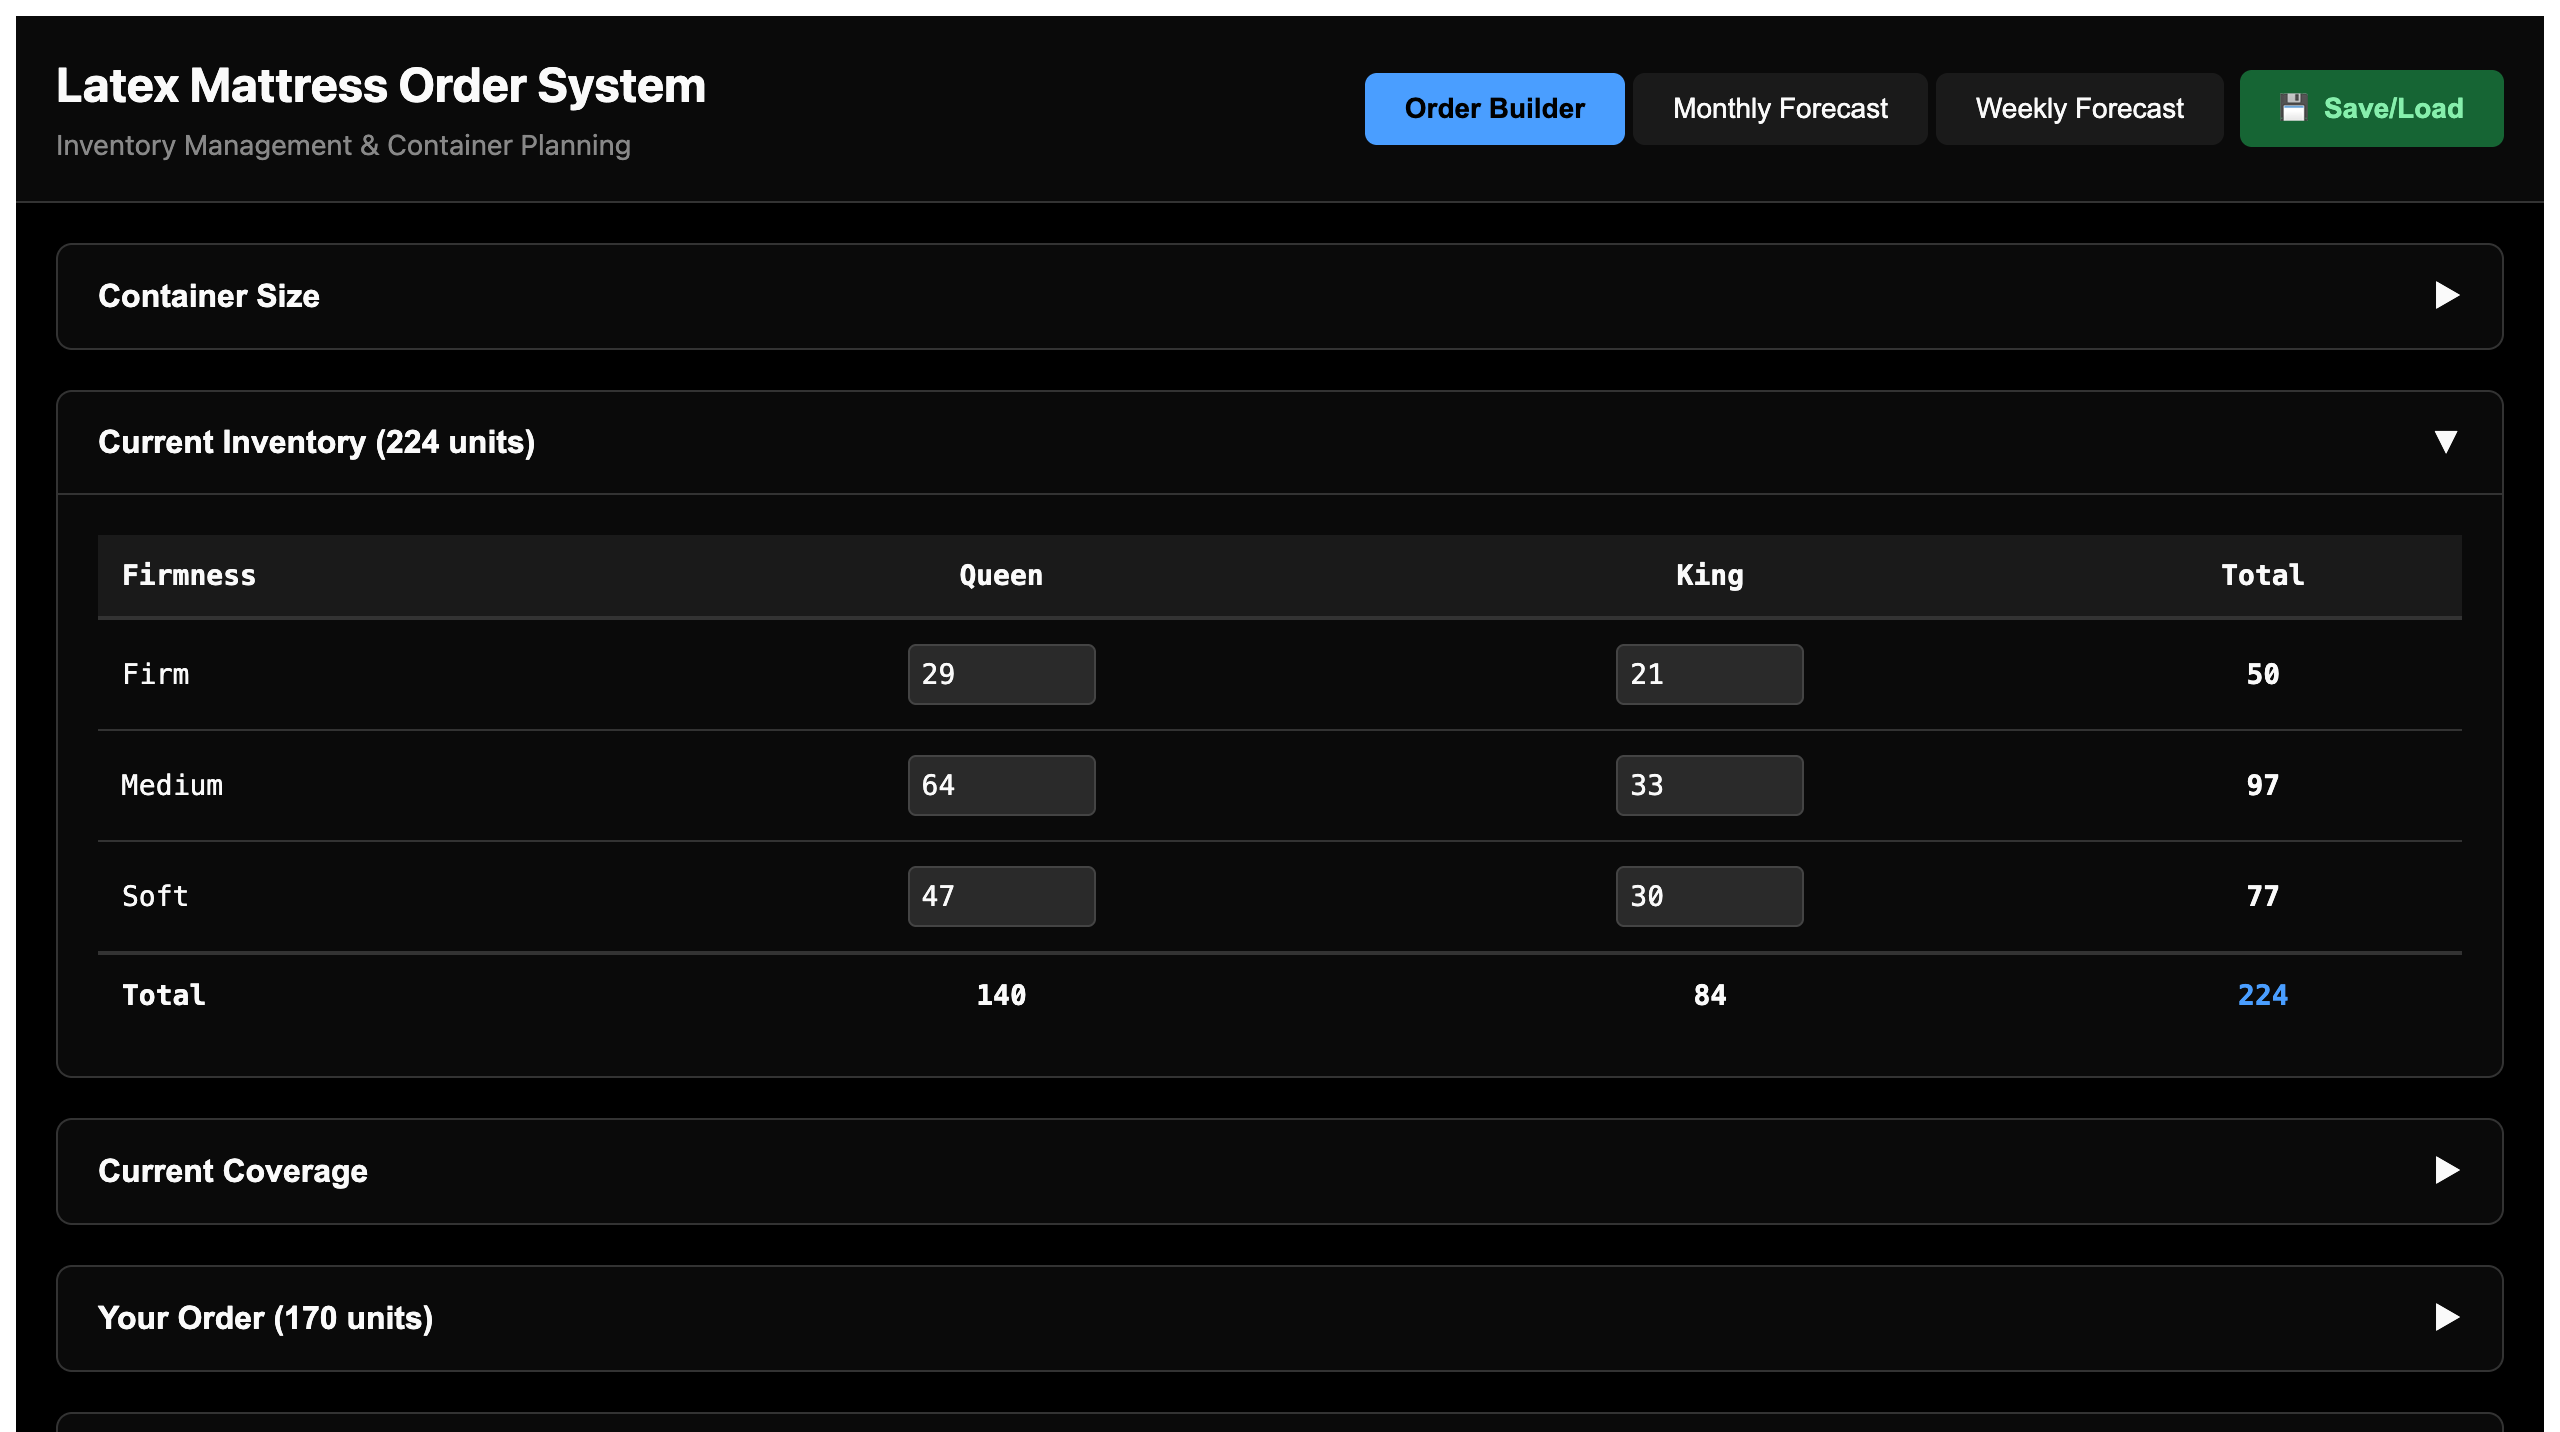 Latex Mattress Order System
Inventory Management & Container Planning
Order Builder
Monthly Forecast
Weekly Forecast
💾 Save/Load
Container Size ▶
Current Inventory (224 units) ▼
Firmness Queen King Total
Firm 29 21 50
Medium 64 33 97
Soft 47 30 77
Total 140 84 224
Current Coverage ▶
Your Order (170 units) ▶